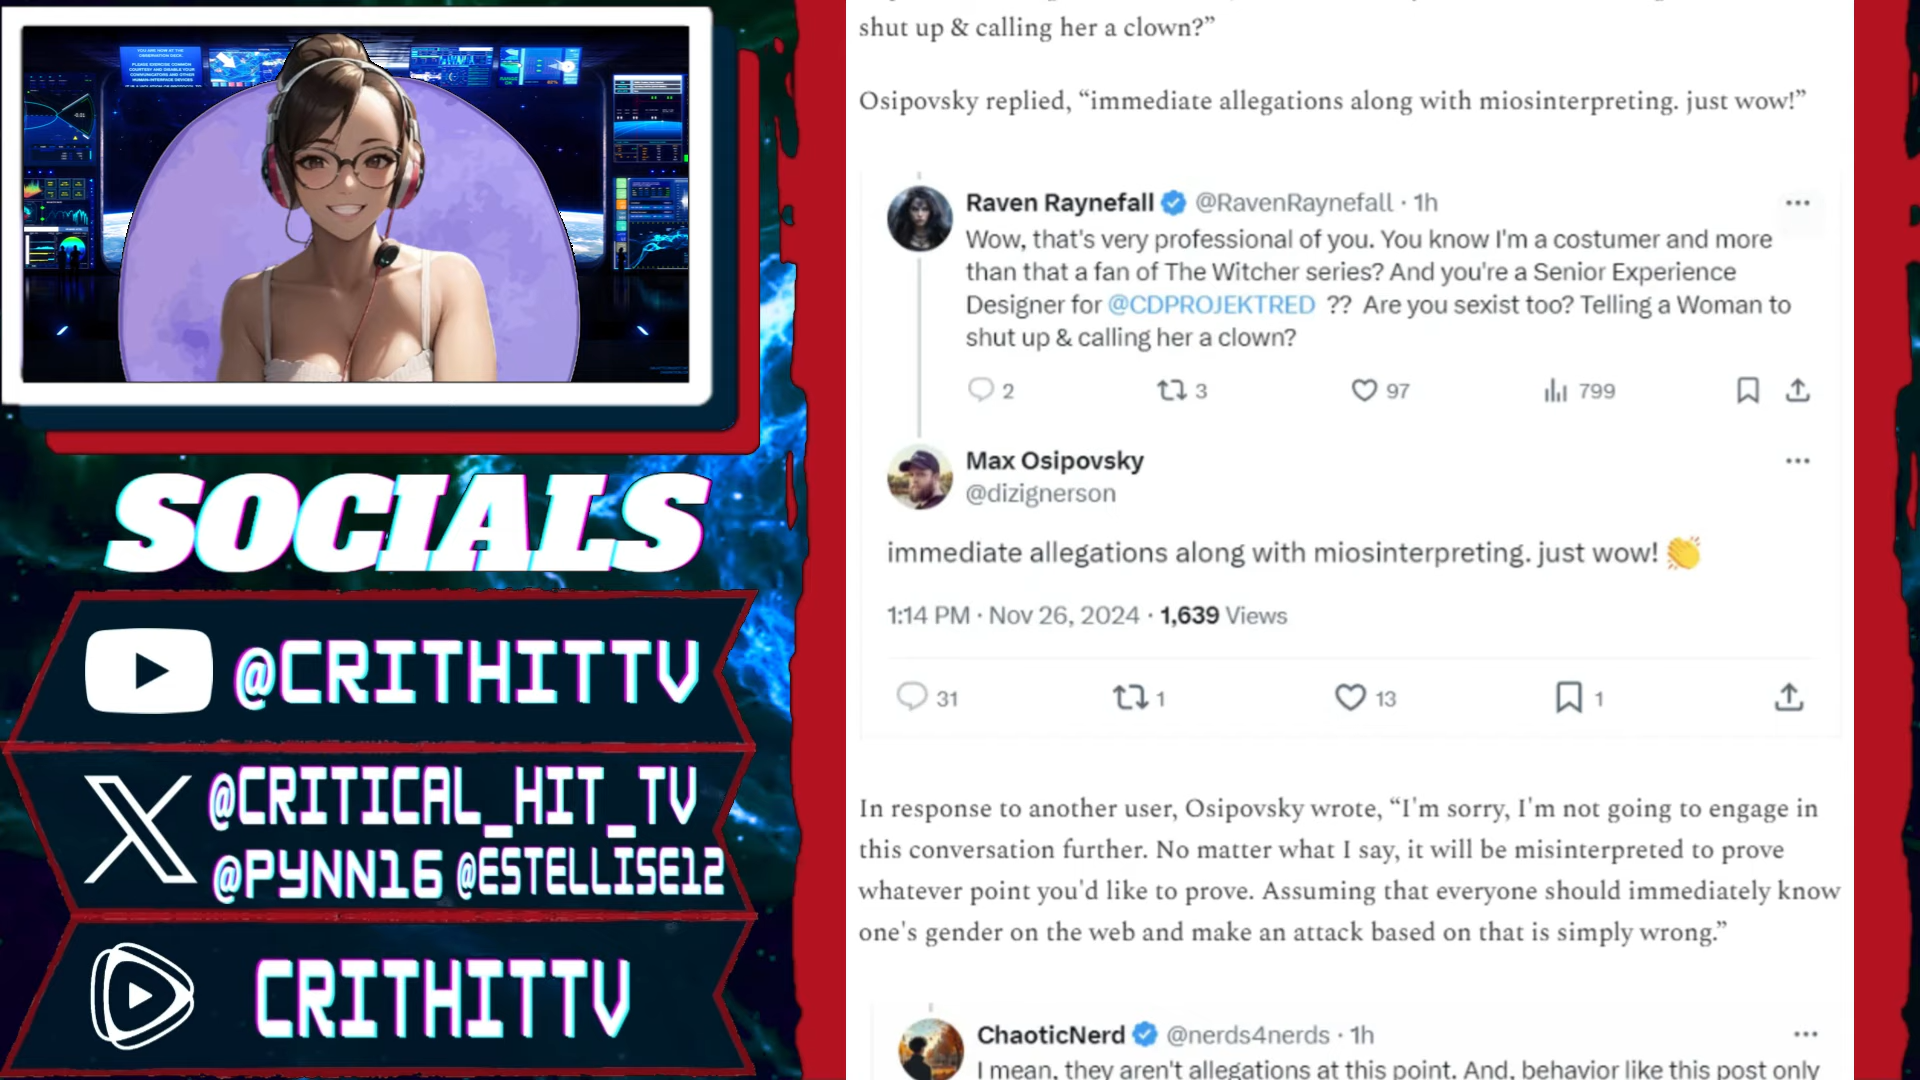 SOCIALS
@CRITHITTV
@CRITICAL_HIT_TV
@PYNN16 @ESTELLISE12
CRITHITTV
shut up & calling her a clown?”
Osipovsky replied, “immediate allegations along with miosinterpreting. just wow!”
Raven Raynefall @RavenRaynefall · 1h
Wow, that's very professional of you. You know I'm a costumer and more
than that a fan of The Witcher series? And you're a Senior Experience
Designer for @CDPROJEKTRED ?? Are you sexist too? Telling a Woman to
shut up & calling her a clown?
2 3 97 799
Max Osipovsky
@dizignerson
immediate allegations along with miosinterpreting. just wow! 👏
1:14 PM · Nov 26, 2024 · 1,639 Views
31 1 13 1
In response to another user, Osipovsky wrote, “I'm sorry, I'm not going to engage in
this conversation further. No matter what I say, it will be misinterpreted to prove
whatever point you'd like to prove. Assuming that everyone should immediately know
one's gender on the web and make an attack based on that is simply wrong.”
ChaoticNerd @nerds4nerds · 1h
I mean, they aren't allegations at this point. And, behavior like this post only